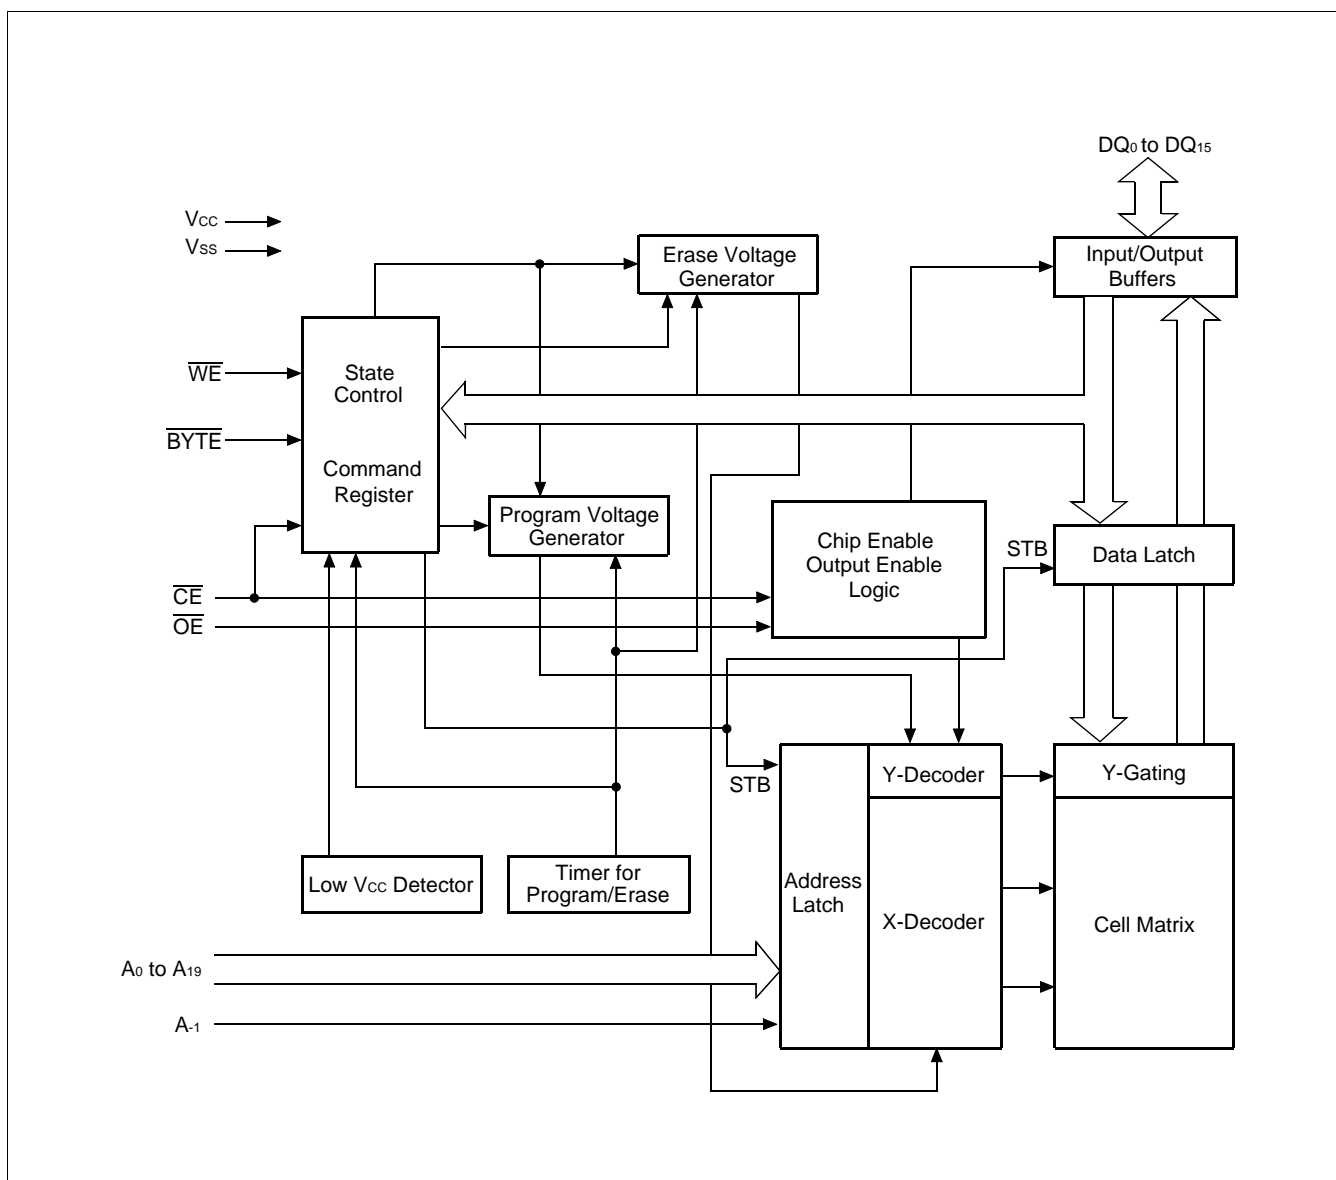 DQ0 to DQ15
VCC
VSS
Erase Voltage
Generator
Input/Output
Buffers
WE
State
Control
BYTE
Command
Register
Program Voltage
Generator
Chip Enable
Output Enable
Logic
STB
Data Latch
CE
OE
STB
Y-Decoder
Y-Gating
Low VCC Detector
Timer for
Program/Erase
Address
Latch
X-Decoder
Cell Matrix
A0 to A19
A-1